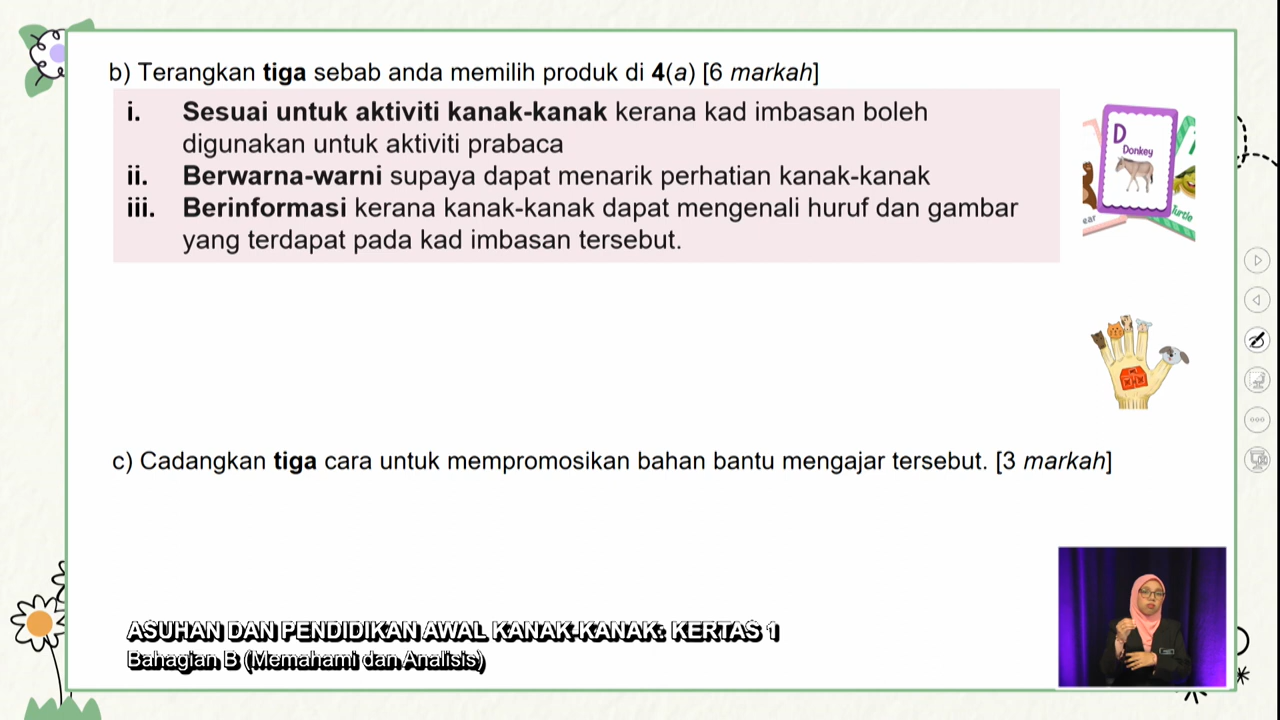 b) Terangkan tiga sebab anda memilih produk di 4(a) [6 markah]
i. Sesuai untuk aktiviti kanak-kanak kerana kad imbasan boleh
digunakan untuk aktiviti prabaca
ii. Berwarna-warni supaya dapat menarik perhatian kanak-kanak
iii. Berinformasi kerana kanak-kanak dapat mengenali huruf dan gambar
yang terdapat pada kad imbasan tersebut.
D
Donkey
ear
Turtle
c) Cadangkan tiga cara untuk mempromosikan bahan bantu mengajar tersebut. [3 markah]
ASUHAN DAN PENDIDIKAN AWAL KANAK-KANAK: KERTAS 1
Bahagian B (Memahami dan Analisis)